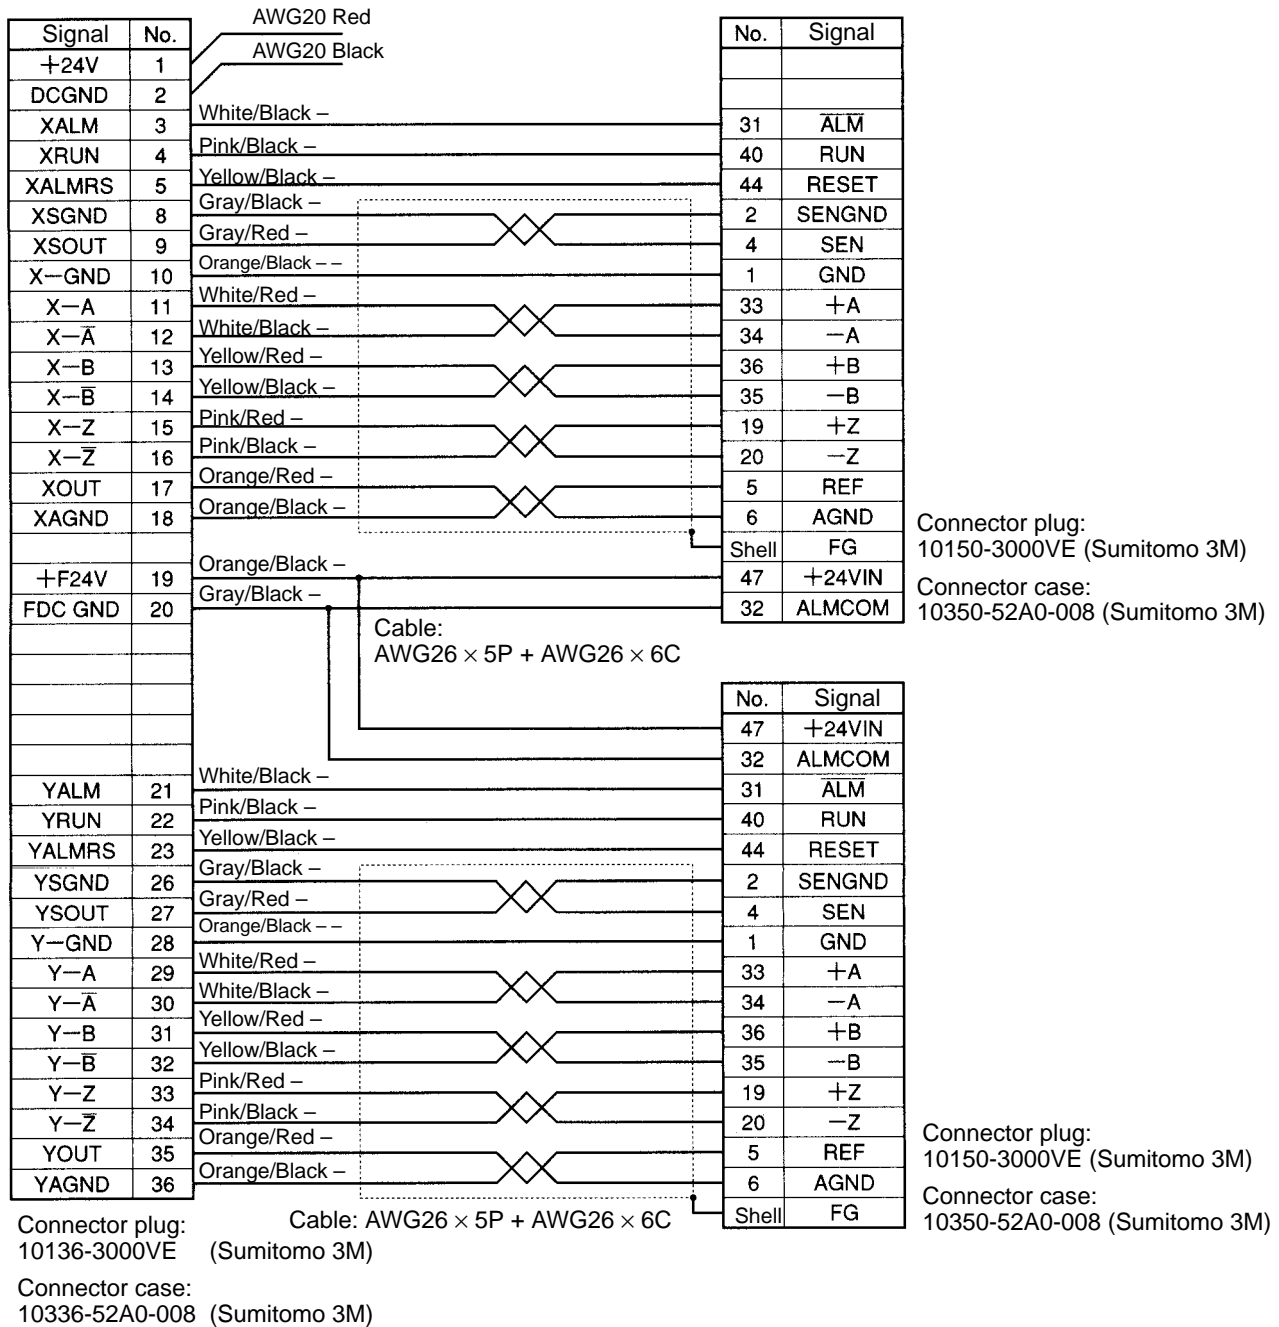 AWG20 Red
AWG20 Black
Signal No.
+24V 1
DCGND 2
XALM 3
XRUN 4
XALMRS 5
XSGND 8
XSOUT 9
X—GND 10
X—A 11
X—A̅ 12
X—B 13
X—B̅ 14
X—Z 15
X—Z̅ 16
XOUT 17
XAGND 18
+F24V 19
FDC GND 20
YALM 21
YRUN 22
YALMRS 23
YSGND 26
YSOUT 27
Y—GND 28
Y—A 29
Y—A̅ 30
Y—B 31
Y—B̅ 32
Y—Z 33
Y—Z̅ 34
YOUT 35
YAGND 36
White/Black –
Pink/Black –
Yellow/Black –
Gray/Black –
Gray/Red –
Orange/Black – –
White/Red –
White/Black –
Yellow/Red –
Yellow/Black –
Pink/Red –
Pink/Black –
Orange/Red –
Orange/Black –
Orange/Black –
Gray/Black –
Cable:
AWG26 × 5P + AWG26 × 6C
White/Black –
Pink/Black –
Yellow/Black –
Gray/Black –
Gray/Red –
Orange/Black – –
White/Red –
White/Black –
Yellow/Red –
Yellow/Black –
Pink/Red –
Pink/Black –
Orange/Red –
Orange/Black –
Cable: AWG26 × 5P + AWG26 × 6C
No. Signal
31 A̅L̅M̅
40 RUN
44 RESET
2 SENGND
4 SEN
1 GND
33 +A
34 —A
36 +B
35 —B
19 +Z
20 —Z
5 REF
6 AGND
Shell FG
47 +24VIN
32 ALMCOM
Connector plug:
10150-3000VE (Sumitomo 3M)
Connector case:
10350-52A0-008 (Sumitomo 3M)
No. Signal
47 +24VIN
32 ALMCOM
31 A̅L̅M̅
40 RUN
44 RESET
2 SENGND
4 SEN
1 GND
33 +A
34 —A
36 +B
35 —B
19 +Z
20 —Z
5 REF
6 AGND
Shell FG
Connector plug:
10150-3000VE (Sumitomo 3M)
Connector case:
10350-52A0-008 (Sumitomo 3M)
Connector plug:
10136-3000VE (Sumitomo 3M)
Connector case:
10336-52A0-008 (Sumitomo 3M)